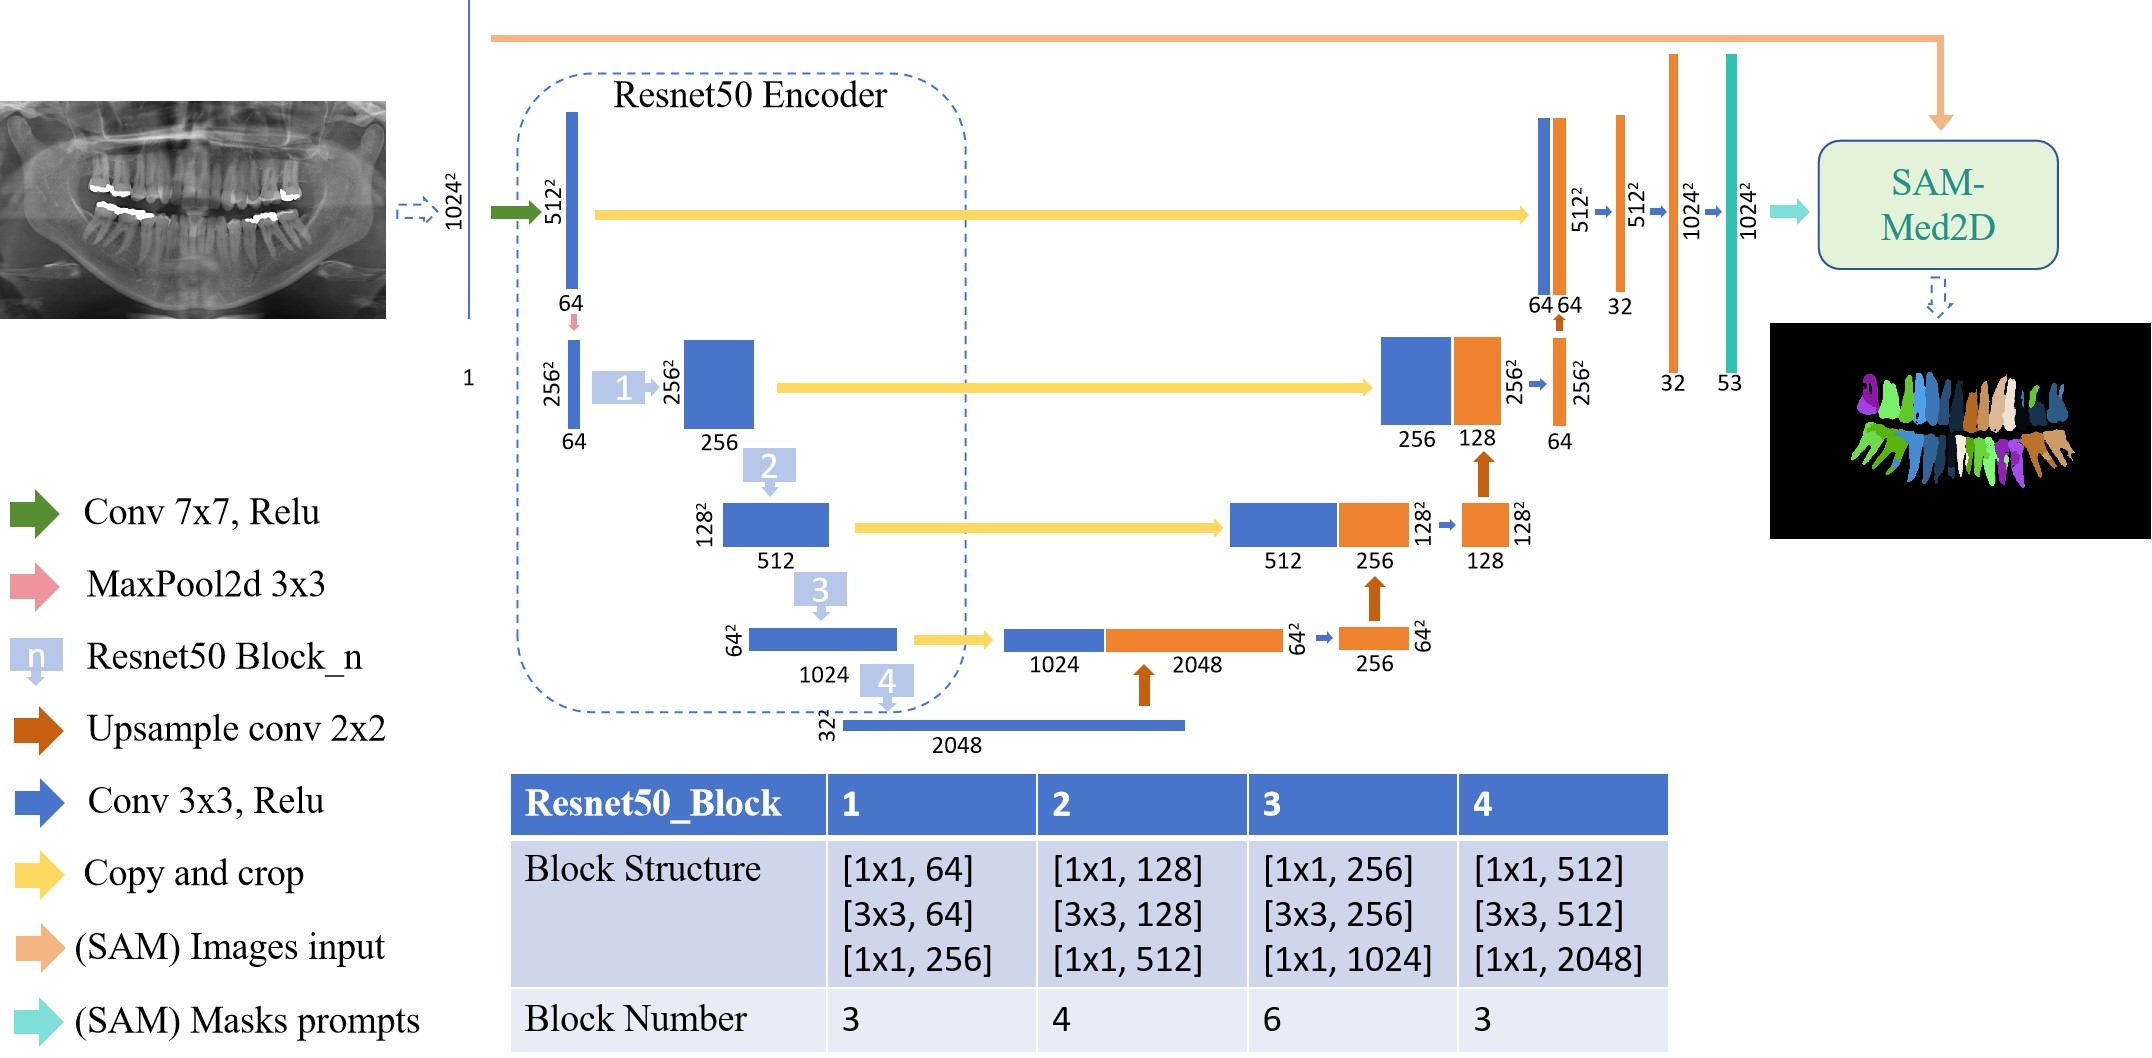 Resnet50 Encoder
1024²
1
512²
64
256²
64
1
256²
256
2
128²
512
3
64²
1024
4
32²
2048
1024
2048
64²
256
64²
512
256
128²
128
128²
256
128
256²
64
256²
64 64
512²
32
512²
32
1024²
53
1024²
SAM-
Med2D
Conv 7x7, Relu
MaxPool2d 3x3
n Resnet50 Block_n
Upsample conv 2x2
Conv 3x3, Relu
Copy and crop
(SAM) Images input
(SAM) Masks prompts
Resnet50_Block 1 2 3 4
Block Structure [1x1, 64] [1x1, 128] [1x1, 256] [1x1, 512]
[3x3, 64] [3x3, 128] [3x3, 256] [3x3, 512]
[1x1, 256] [1x1, 512] [1x1, 1024] [1x1, 2048]
Block Number 3 4 6 3